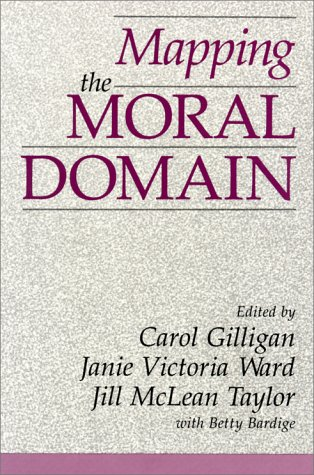 Mapping
the
MORAL
DOMAIN
Edited by
Carol Gilligan
Janie Victoria Ward
Jill McLean Taylor
with Betty Bardige